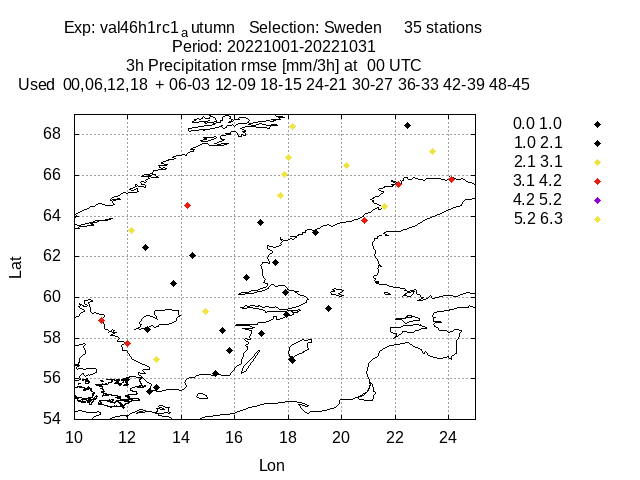 Exp: val46h1rc1autumn   Selection: Sweden     35 stations
Period: 20221001-20221031
3h Precipitation rmse [mm/3h] at  00 UTC
Used  00,06,12,18  + 06-03 12-09 18-15 24-21 30-27 36-33 42-39 48-45
0.0 1.0
1.0 2.1
2.1 3.1
3.1 4.2
4.2 5.2
5.2 6.3
68
66
64
62
60
58
56
54
Lat
10 12 14 16 18 20 22 24
Lon